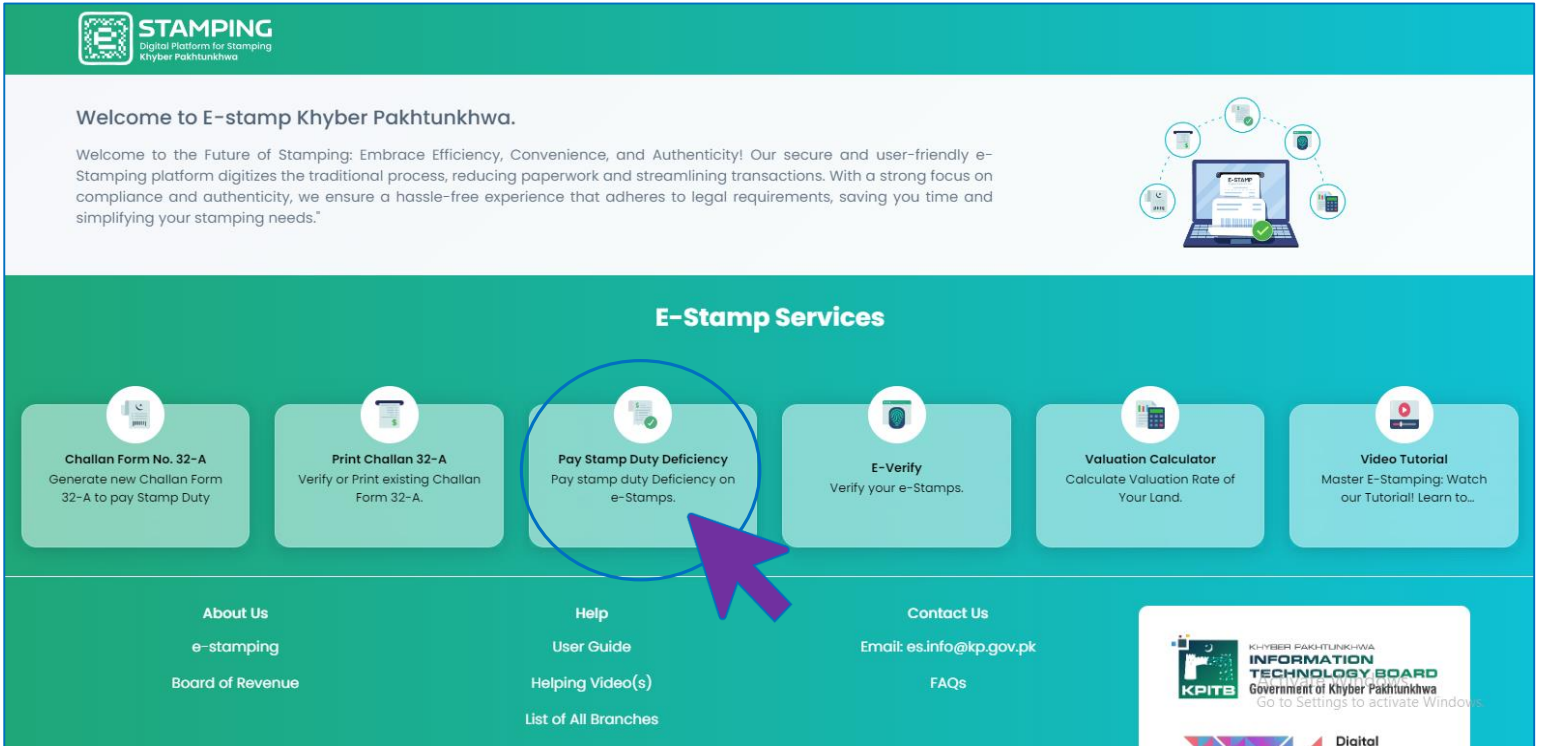 STAMPING
Digital Platform for Stamping
Khyber Pakhtunkhwa
Welcome to E-stamp Khyber Pakhtunkhwa.
Welcome to the Future of Stamping: Embrace Efficiency, Convenience, and Authenticity! Our secure and user-friendly e-
Stamping platform digitizes the traditional process, reducing paperwork and streamlining transactions. With a strong focus on
compliance and authenticity, we ensure a hassle-free experience that adheres to legal requirements, saving you time and
simplifying your stamping needs."
E-STAMP
E-Stamp Services
Challan Form No. 32-A
Generate new Challan Form
32-A to pay Stamp Duty
Print Challan 32-A
Verify or Print existing Challan
Form 32-A.
Pay Stamp Duty Deficiency
Pay stamp duty Deficiency on
e-Stamps.
E-Verify
Verify your e-Stamps.
Valuation Calculator
Calculate Valuation Rate of
Your Land.
Video Tutorial
Master E-Stamping: Watch
our Tutorial! Learn to...
About Us
e-stamping
Board of Revenue
Help
User Guide
Helping Video(s)
List of All Branches
Contact Us
Email: es.info@kp.gov.pk
FAQs
KPITB
KHYBER PAKHTUNKHWA
INFORMATION
TECHNOLOGY BOARD
Government of Khyber Pakhtunkhwa
Activate Windows
Go to Settings to activate Windows.
Digital